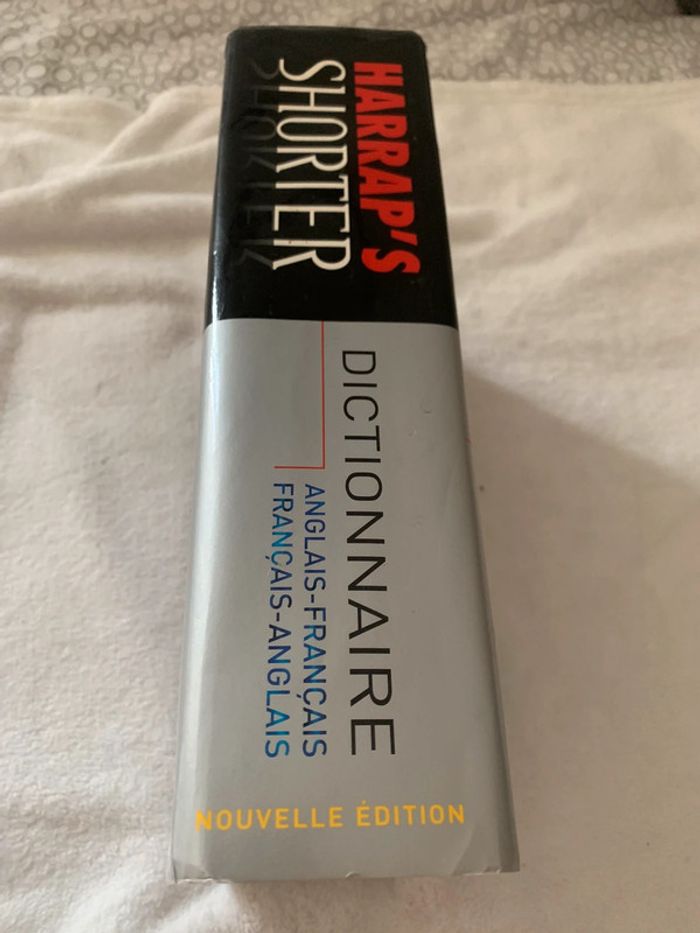 HARRAP'S
SHORTER
DICTIONNAIRE
ANGLAIS-FRANÇAIS
FRANÇAIS-ANGLAIS
NOUVELLE ÉDITION